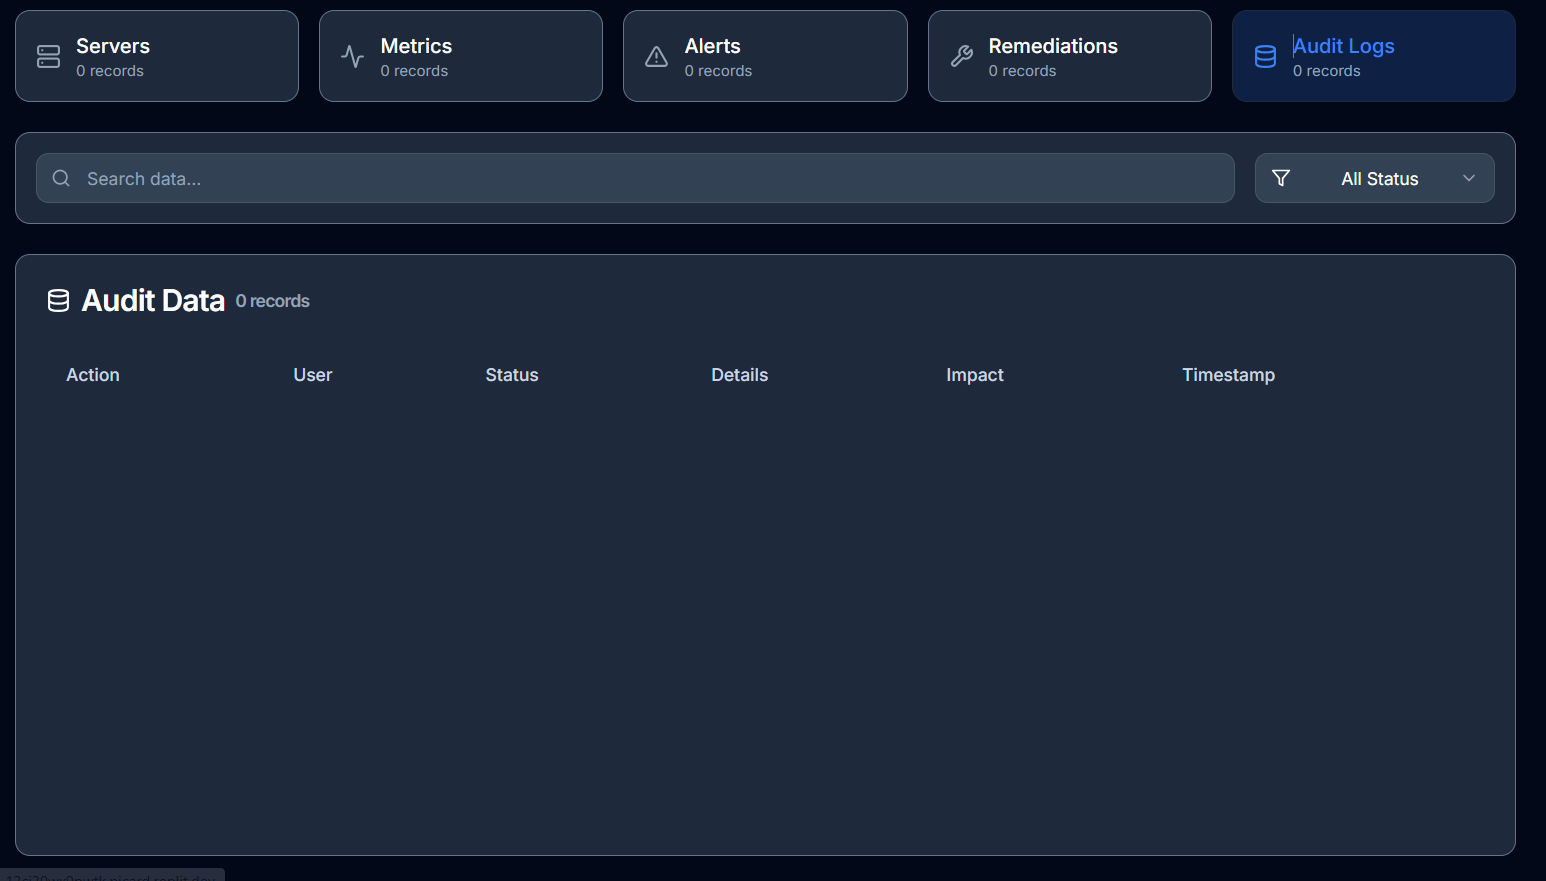 Servers
0 records
Metrics
0 records
Alerts
0 records
Remediations
0 records
Audit Logs
0 records
Search data...
All Status
Audit Data 0 records
Action User Status Details Impact Timestamp